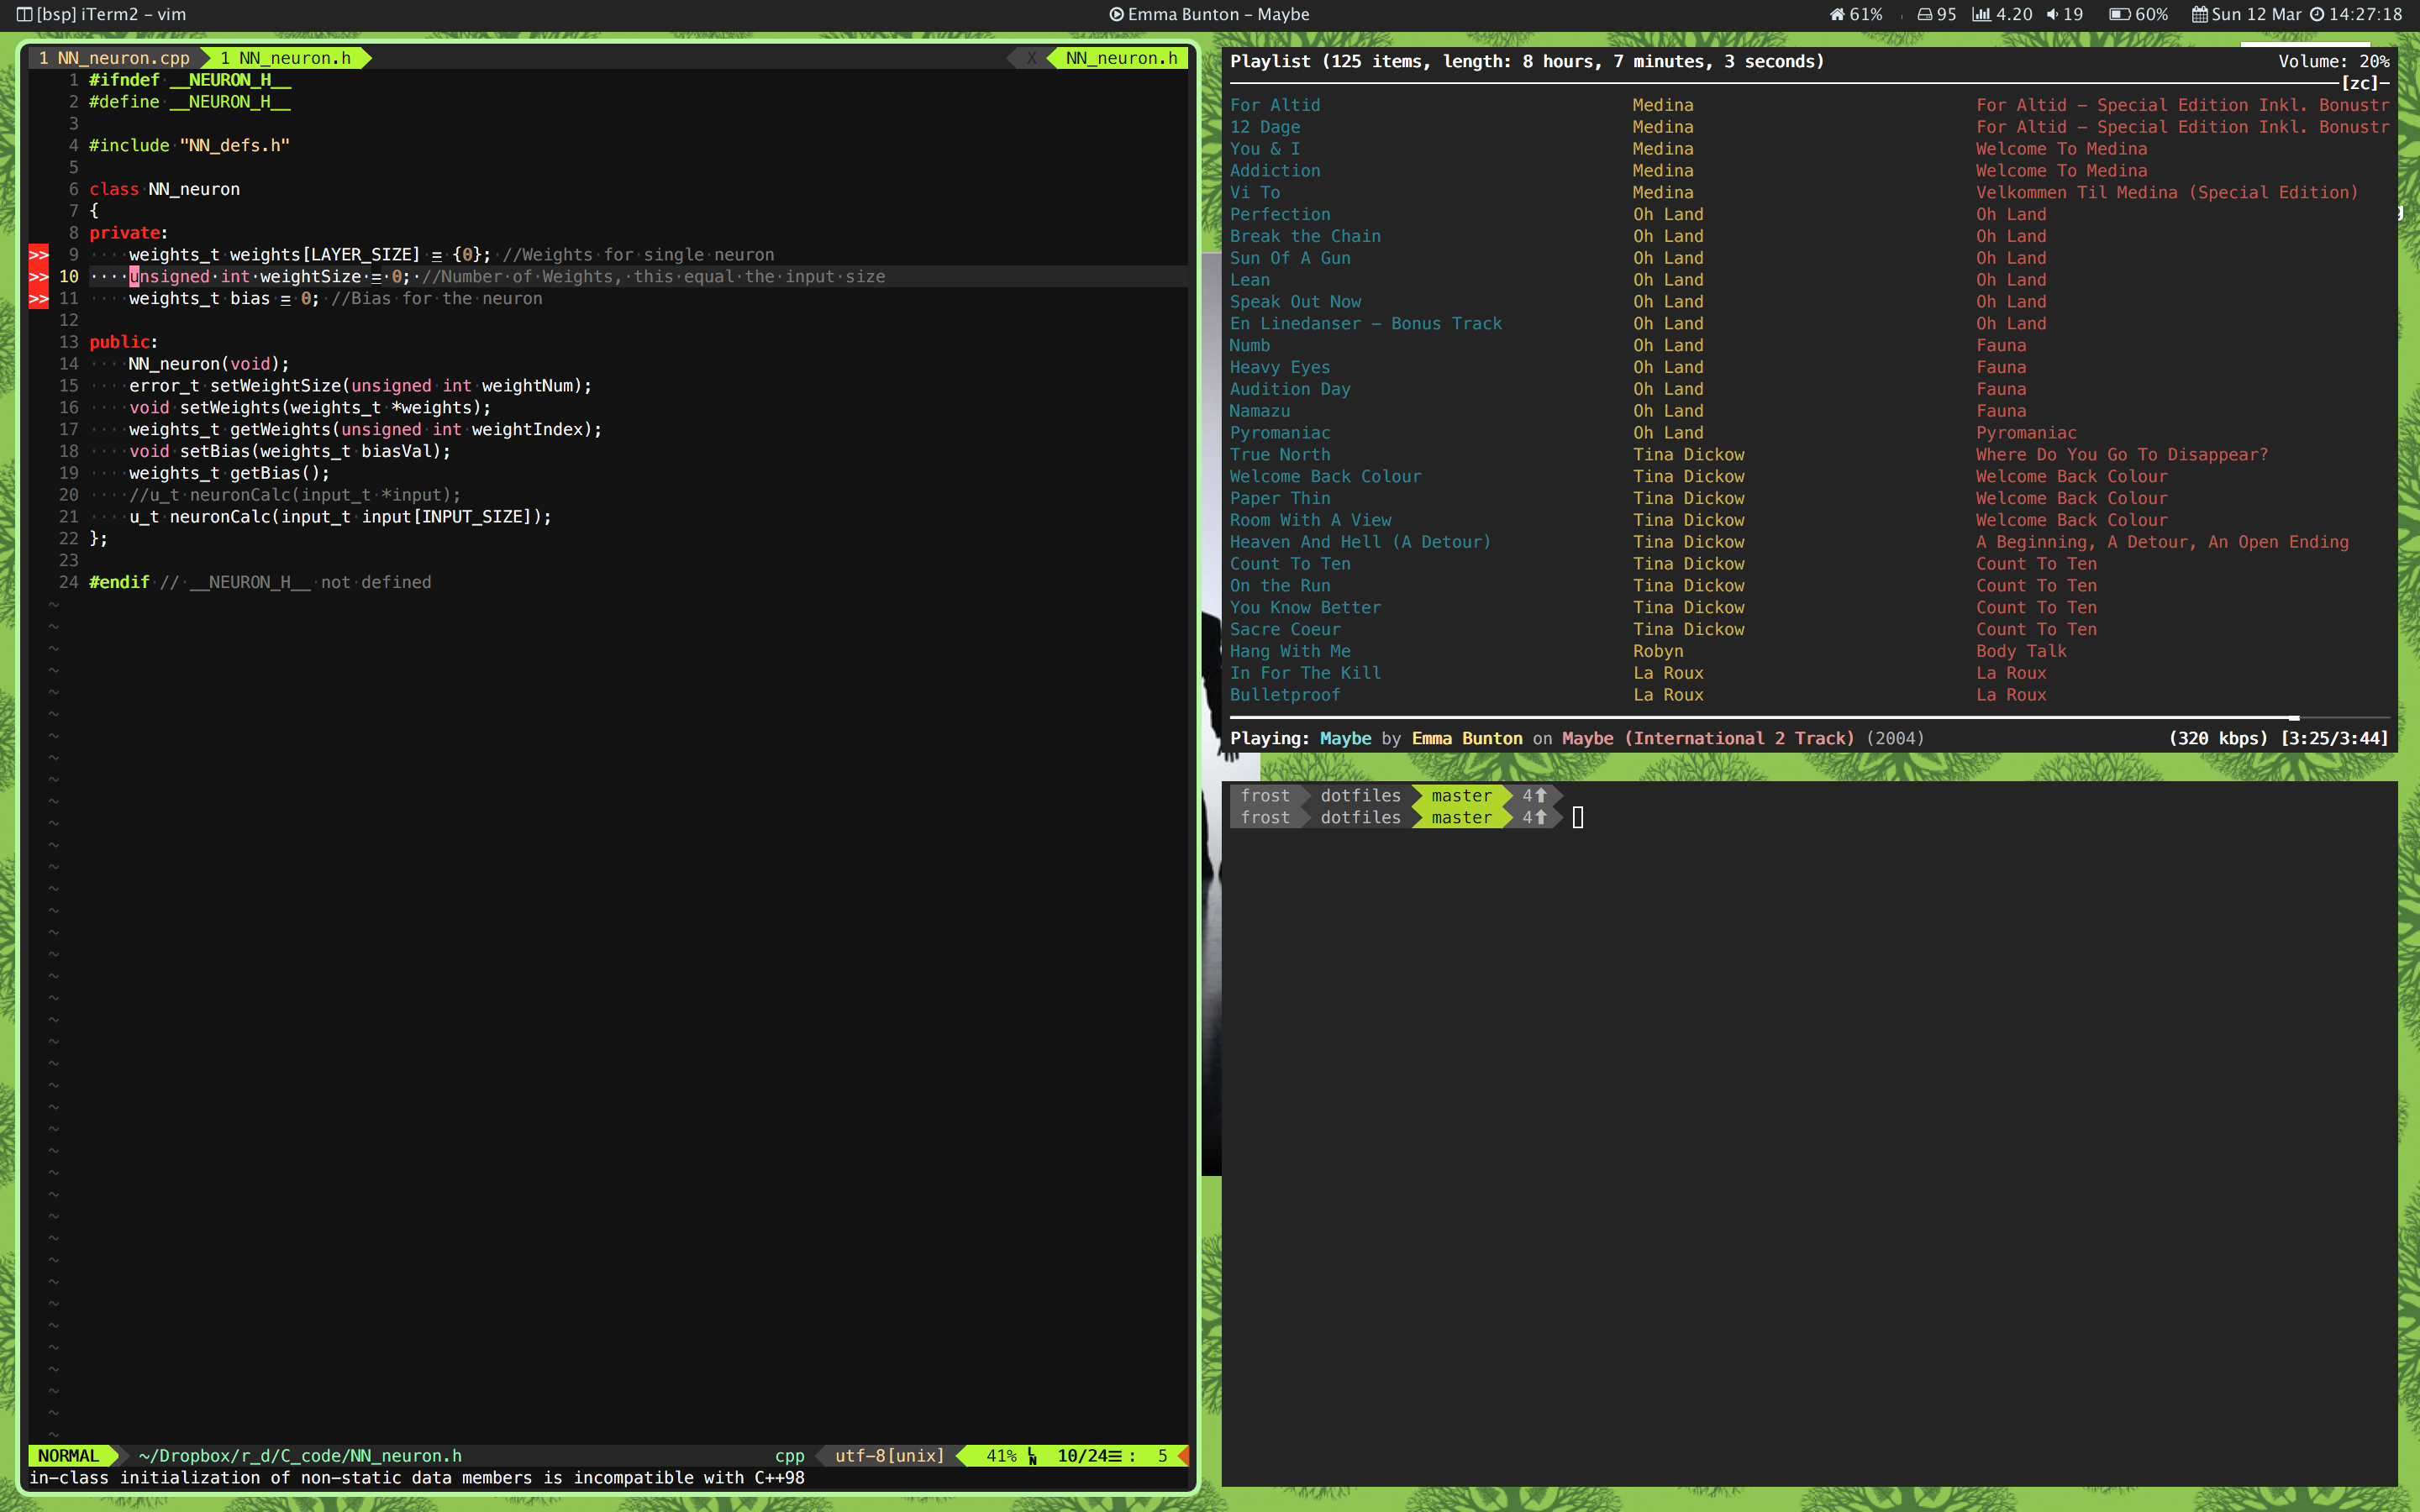 [bsp] iTerm2 – vim
Emma Bunton – Maybe
61% 95 4.20 19 60% Sun 12 Mar 14:27:18
1 NN_neuron.cpp 1 NN_neuron.h X NN_neuron.h
1 #ifndef __NEURON_H__
2 #define __NEURON_H__
3
4 #include "NN_defs.h"
5
6 class NN_neuron
7 {
8 private:
>> 9 ····weights_t weights[LAYER_SIZE] = {0}; //Weights for single neuron
>> 10 ····unsigned int weightSize = 0; //Number of Weights, this equal the input size
>> 11 ····weights_t bias = 0; //Bias for the neuron
12
13 public:
14 ····NN_neuron(void);
15 ····error_t setWeightSize(unsigned int weightNum);
16 ····void setWeights(weights_t *weights);
17 ····weights_t getWeights(unsigned int weightIndex);
18 ····void setBias(weights_t biasVal);
19 ····weights_t getBias();
20 ····//u_t neuronCalc(input_t *input);
21 ····u_t neuronCalc(input_t input[INPUT_SIZE]);
22 };
23
24 #endif // __NEURON_H__ not defined
NORMAL ~/Dropbox/r_d/C_code/NN_neuron.h cpp utf-8[unix] 41% LN 10/24≡ : 5
in-class initialization of non-static data members is incompatible with C++98
Playlist (125 items, length: 8 hours, 7 minutes, 3 seconds) Volume: 20%
[zc]
For Altid Medina For Altid – Special Edition Inkl. Bonustr
12 Dage Medina For Altid – Special Edition Inkl. Bonustr
You & I Medina Welcome To Medina
Addiction Medina Welcome To Medina
Vi To Medina Velkommen Til Medina (Special Edition)
Perfection Oh Land Oh Land
Break the Chain Oh Land Oh Land
Sun Of A Gun Oh Land Oh Land
Lean Oh Land Oh Land
Speak Out Now Oh Land Oh Land
En Linedanser – Bonus Track Oh Land Oh Land
Numb Oh Land Fauna
Heavy Eyes Oh Land Fauna
Audition Day Oh Land Fauna
Namazu Oh Land Fauna
Pyromaniac Oh Land Pyromaniac
True North Tina Dickow Where Do You Go To Disappear?
Welcome Back Colour Tina Dickow Welcome Back Colour
Paper Thin Tina Dickow Welcome Back Colour
Room With A View Tina Dickow Welcome Back Colour
Heaven And Hell (A Detour) Tina Dickow A Beginning, A Detour, An Open Ending
Count To Ten Tina Dickow Count To Ten
On the Run Tina Dickow Count To Ten
You Know Better Tina Dickow Count To Ten
Sacre Coeur Tina Dickow Count To Ten
Hang With Me Robyn Body Talk
In For The Kill La Roux La Roux
Bulletproof La Roux La Roux
Playing: Maybe by Emma Bunton on Maybe (International 2 Track) (2004) (320 kbps) [3:25/3:44]
frost dotfiles master 4⬆
frost dotfiles master 4⬆